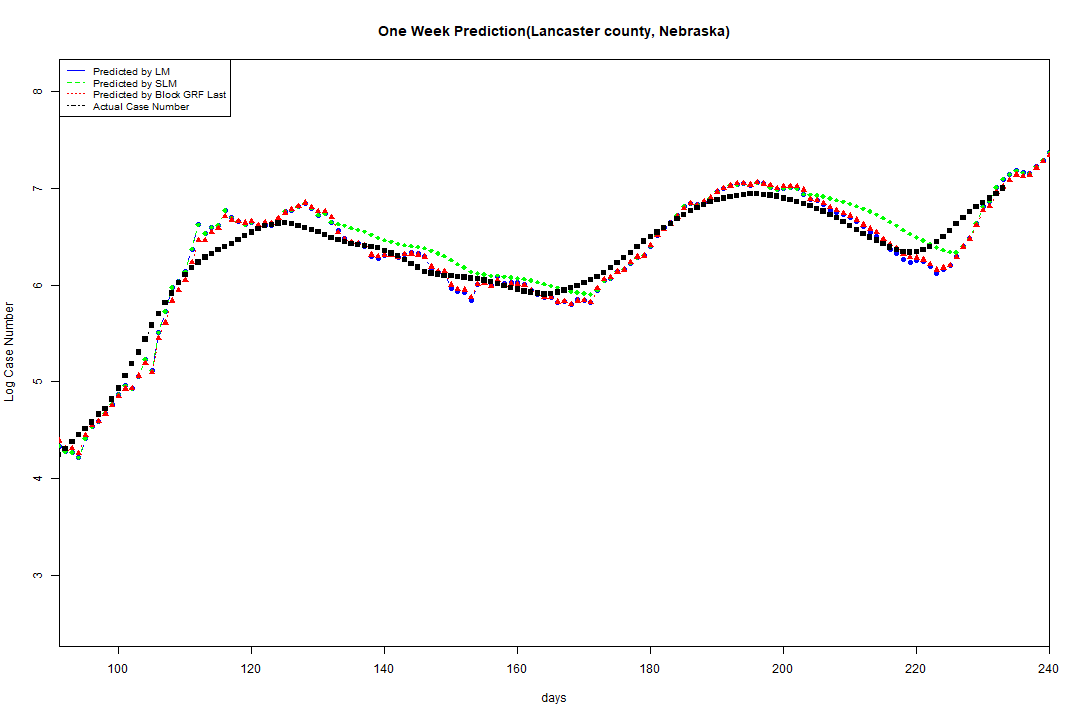 One Week Prediction(Lancaster county, Nebraska)
Predicted by LM
Predicted by SLM
Predicted by Block GRF Last
Actual Case Number
8
7
6
5
4
3
Log Case Number
100 120 140 160 180 200 220 240
days